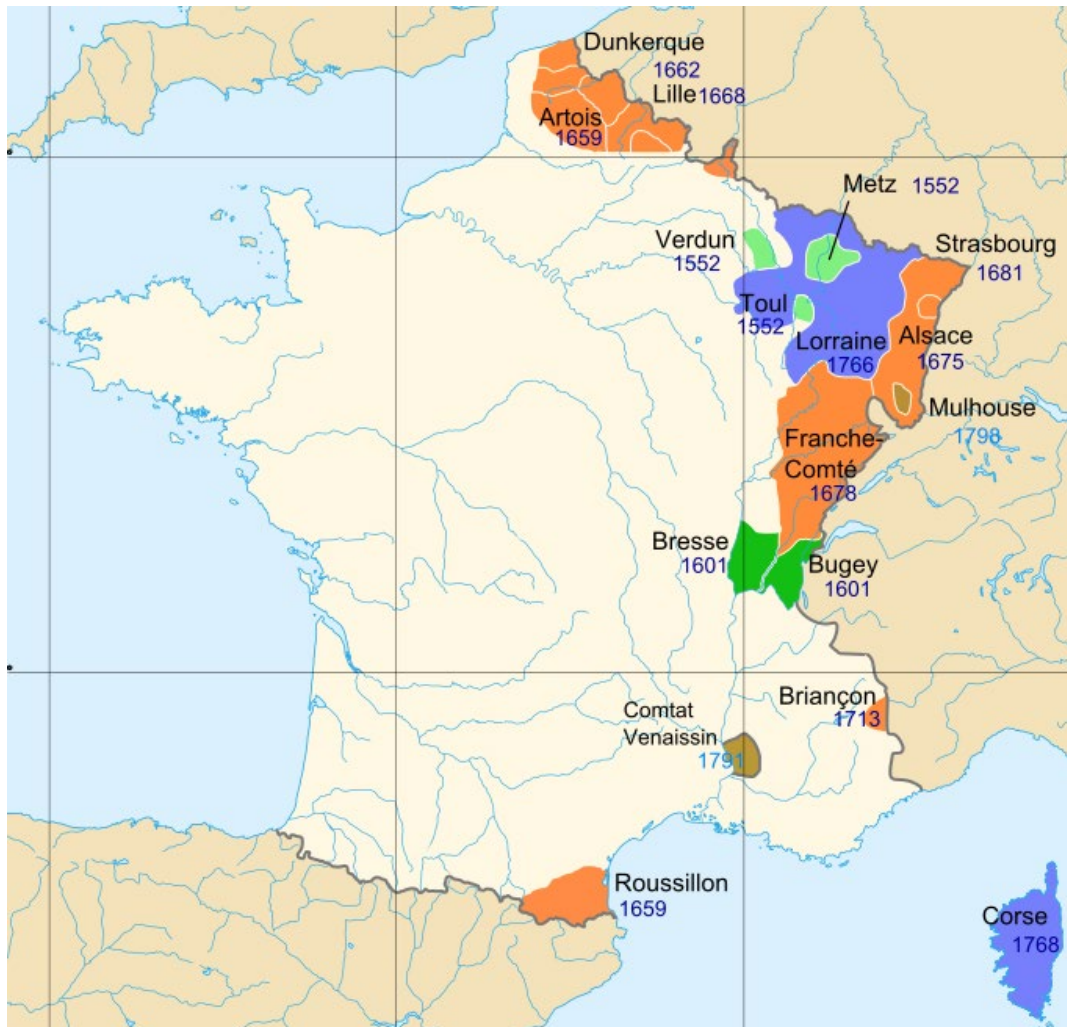 Dunkerque
1662
Lille 1668
Artois
1659
Metz 1552
Verdun
1552
Strasbourg
1681
Toul
1552
Lorraine
1766
Alsace
1675
Mulhouse
1798
Franche-
Comté
1678
Bresse
1601
Bugey
1601
Briançon
1713
Comtat
Venaissin
1791
Roussillon
1659
Corse
1768